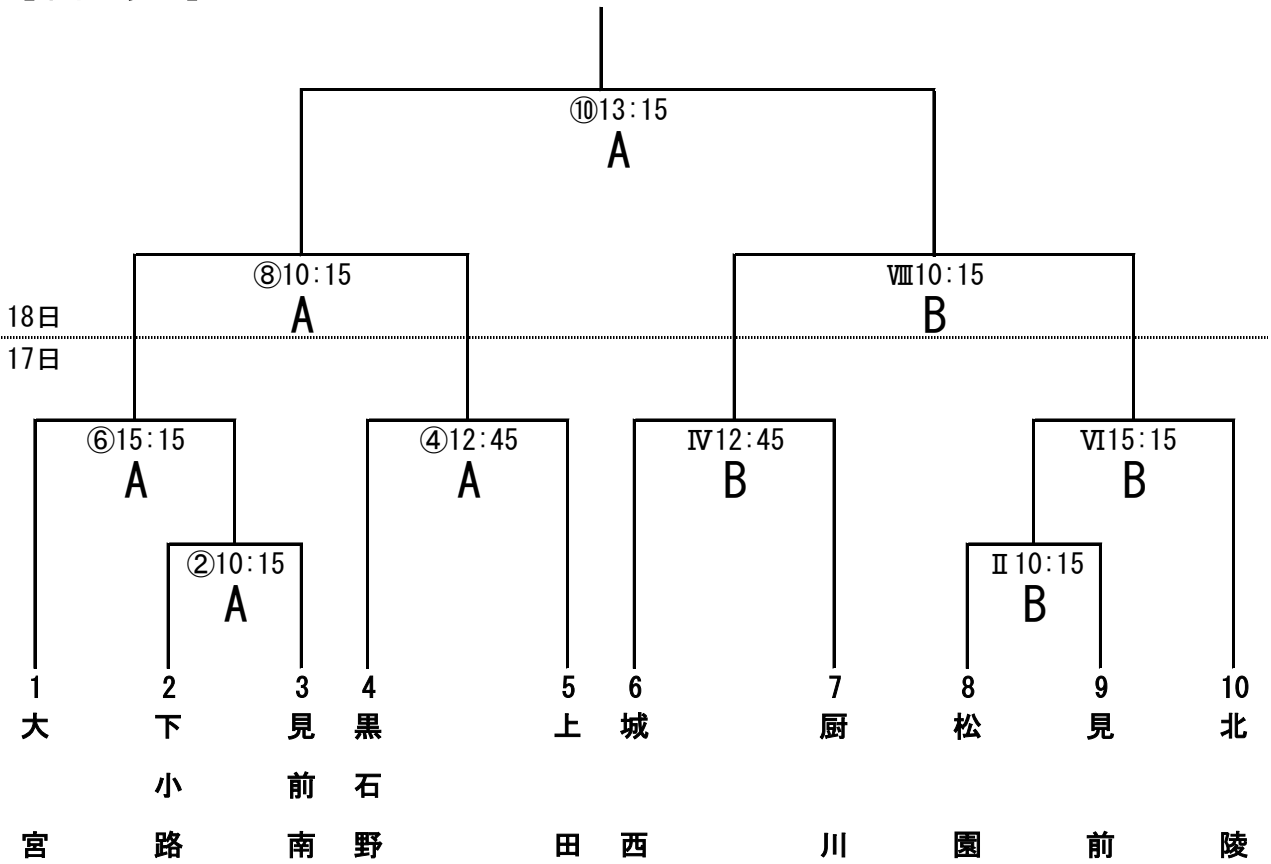 ⑩13:15
A
⑧10:15
A
Ⅷ10:15
B
18日
17日
⑥15:15
A
④12:45
A
Ⅳ12:45
B
Ⅵ15:15
B
②10:15
A
Ⅱ10:15
B
1 大宮
2 下小路
3 見前南
4 黒石野
5 上田
6 城西
7 厨川
8 松園
9 見前
10 北陵